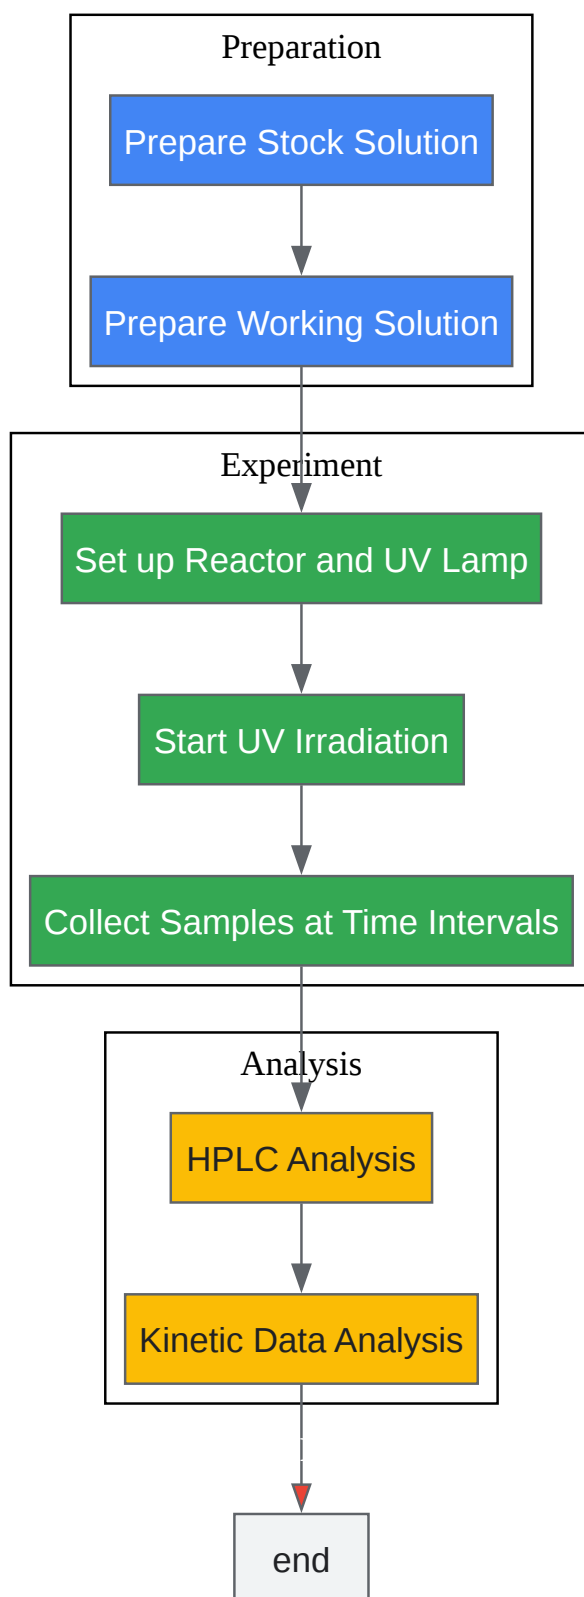 Preparation
Prepare Stock Solution
Prepare Working Solution
Experiment
Set up Reactor and UV Lamp
Start UV Irradiation
Collect Samples at Time Intervals
Analysis
HPLC Analysis
Kinetic Data Analysis
end